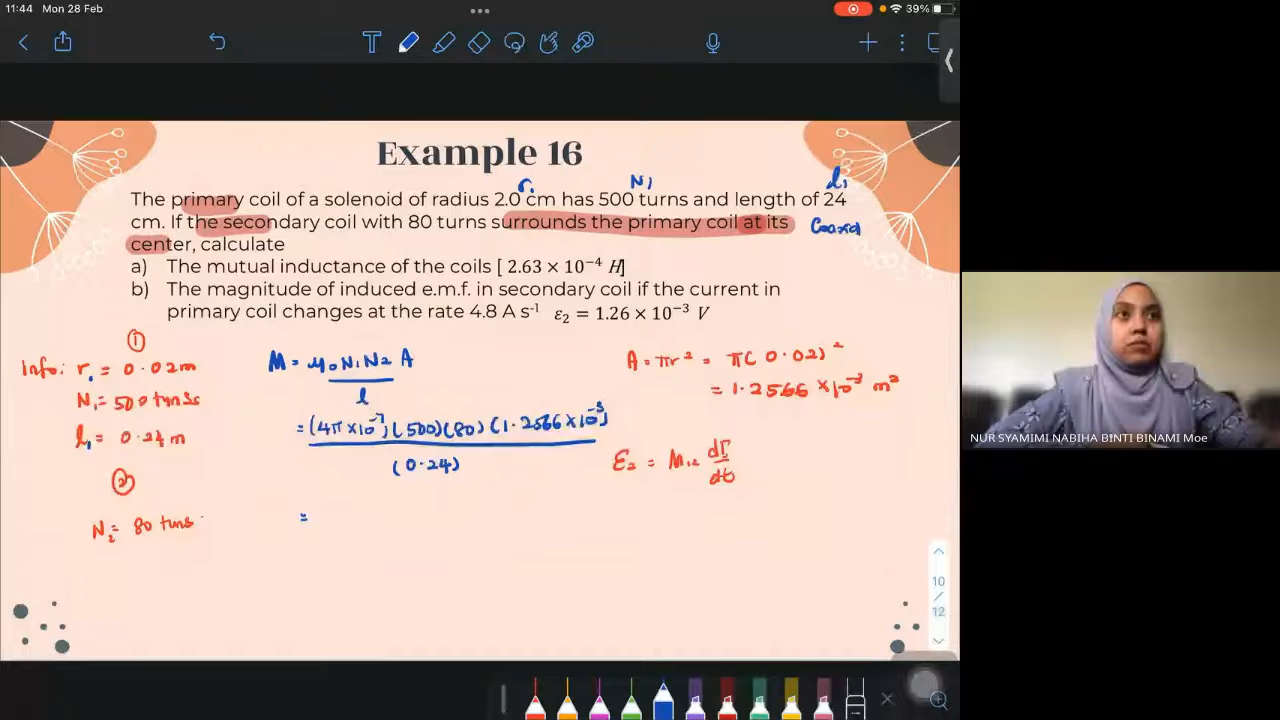 11:44 Mon 28 Feb
39%
Example 16
r1 N1 l1
The primary coil of a solenoid of radius 2.0 cm has 500 turns and length of 24
cm. If the secondary coil with 80 turns surrounds the primary coil at its
coaxial
center, calculate
a) The mutual inductance of the coils [ 2.63 × 10⁻⁴ H]
b) The magnitude of induced e.m.f. in secondary coil if the current in
primary coil changes at the rate 4.8 A s⁻¹ ε₂ = 1.26 × 10⁻³ V
①
Info: r₁ = 0.02m
N₁ = 500 turns
l₁ = 0.24m
②
N₂ = 80 turns
M = μ₀N₁N₂A
l
= (4π×10⁻⁷)(500)(80)(1.2566×10⁻³)
(0.24)
=
A = πr² = π(0.02)²
= 1.2566 × 10⁻³ m²
ε₂ = M₁₂ dI
dt
NUR SYAMIMI NABIHA BINTI BINAMI Moe
10
/
12